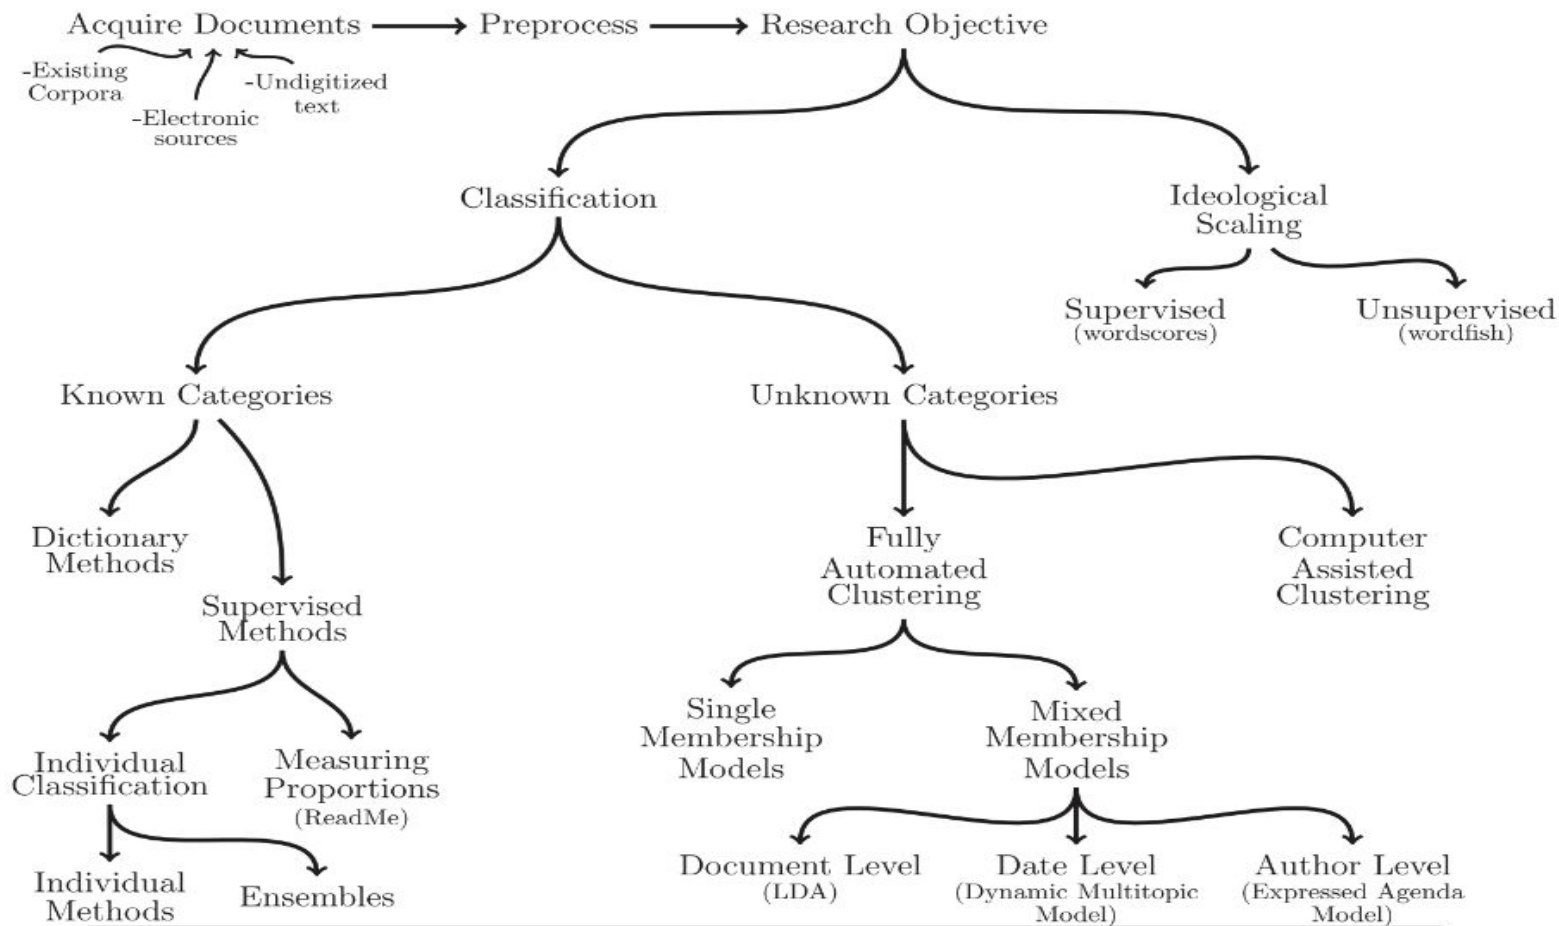 Acquire Documents
Preprocess
Research Objective
-Existing
Corpora
-Electronic
sources
-Undigitized
text
Classification
Ideological
Scaling
Supervised
(wordscores)
Unsupervised
(wordfish)
Known Categories
Unknown Categories
Dictionary
Methods
Supervised
Methods
Individual
Classification
Measuring
Proportions
(ReadMe)
Individual
Methods
Ensembles
Fully
Automated
Clustering
Computer
Assisted
Clustering
Single
Membership
Models
Mixed
Membership
Models
Document Level
(LDA)
Date Level
(Dynamic Multitopic
Model)
Author Level
(Expressed Agenda
Model)